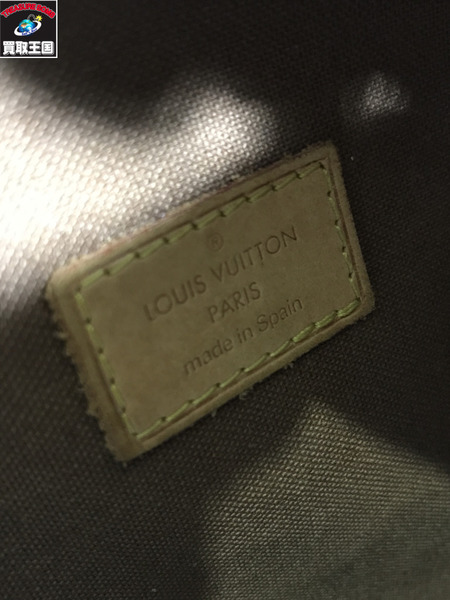 買取王国
®
LOUIS VUITTON
PARIS
made in Spain